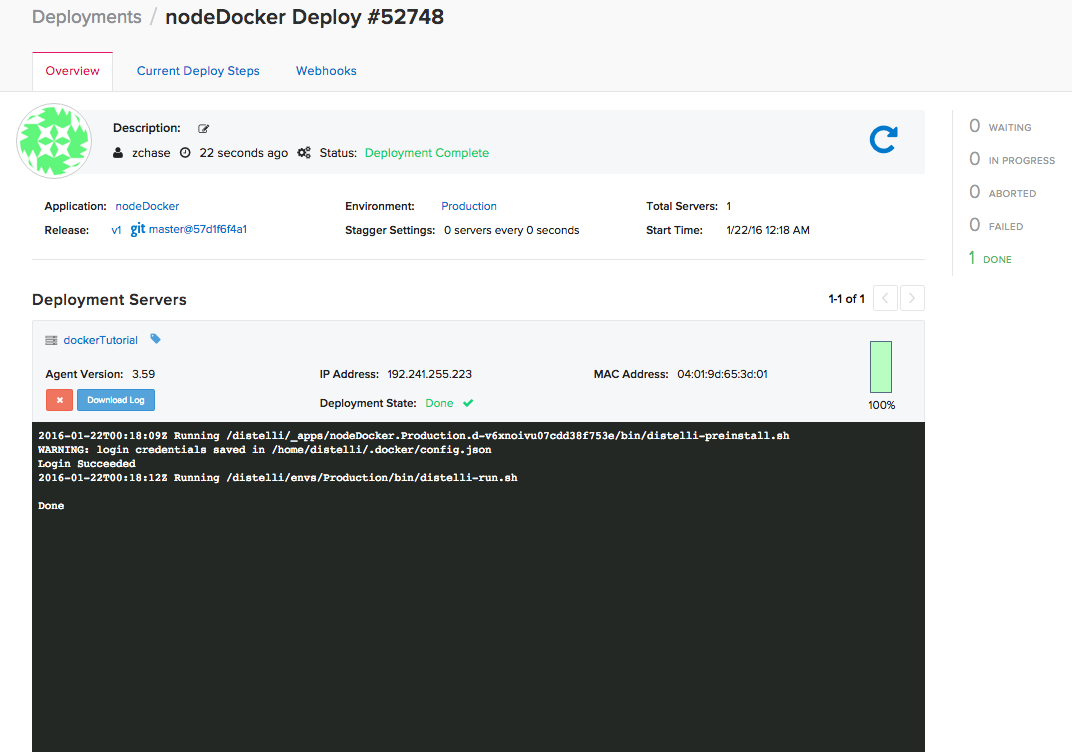 Deployments / nodeDocker Deploy #52748
Overview Current Deploy Steps Webhooks
Description:
zchase 22 seconds ago Status: Deployment Complete
0 WAITING
0 IN PROGRESS
0 ABORTED
0 FAILED
1 DONE
Application: nodeDocker Environment: Production Total Servers: 1
Release: v1 git master@57d1f6f4a1 Stagger Settings: 0 servers every 0 seconds Start Time: 1/22/16 12:18 AM
Deployment Servers 1-1 of 1
dockerTutorial
Agent Version: 3.59 IP Address: 192.241.255.223 MAC Address: 04:01:9d:65:3d:01
Download Log Deployment State: Done 100%
2016-01-22T00:18:09Z Running /distelli/_apps/nodeDocker.Production.d-v6xnoivu07cdd38f753e/bin/distelli-preinstall.sh
WARNING: login credentials saved in /home/distelli/.docker/config.json
Login Succeeded
2016-01-22T00:18:12Z Running /distelli/envs/Production/bin/distelli-run.sh
Done